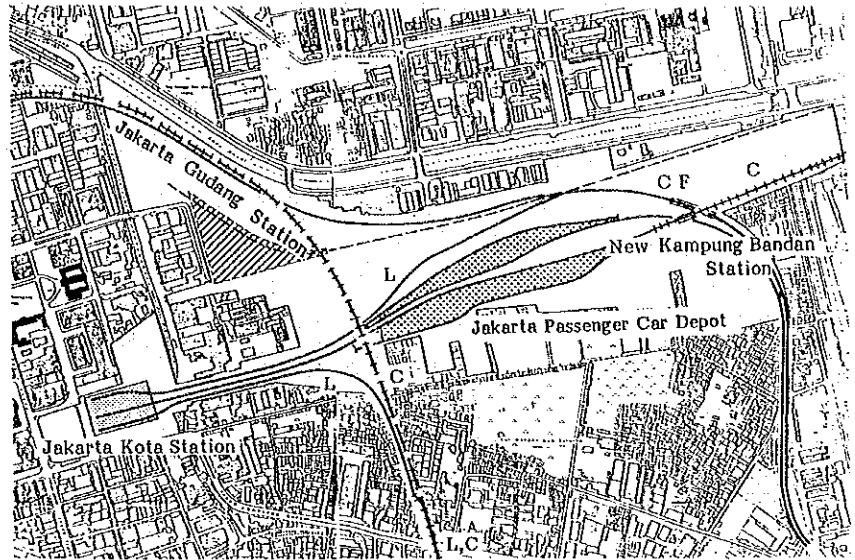 Jakarta Gudang Station
C
C F
New Kampung Bandan
Station
L
Jakarta Passenger Car Depot
L
C
Jakarta Kota Station
L,C